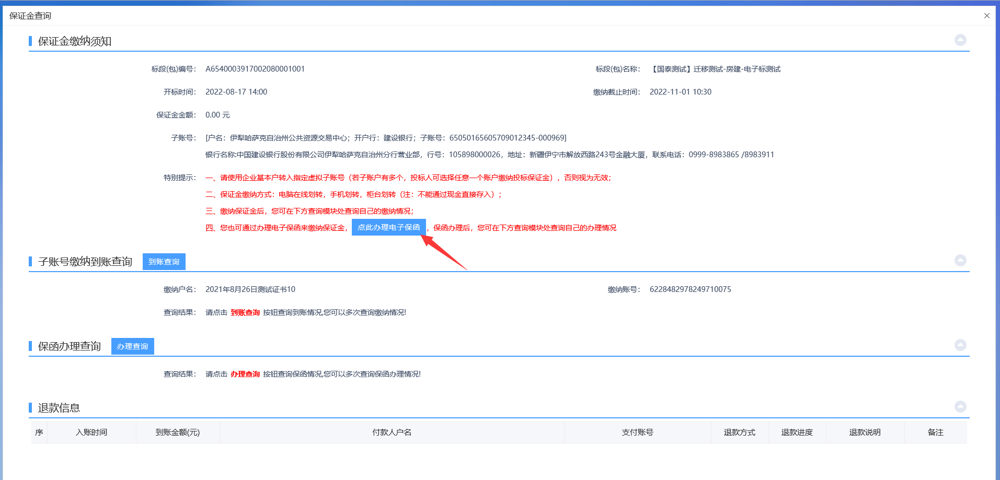 保证金查询
保证金缴纳须知
标段(包)编号： A6540003917002080001001 标段(包)名称： 【国泰测试】迁移测试-房建-电子标测试
开标时间： 2022-08-17 14:00 缴纳截止时间： 2022-11-01 10:30
保证金金额： 0.00 元
子账号： [户名：伊犁哈萨克自治州公共资源交易中心；开户行：建设银行；子账号：65050165605709012345-000969]
银行名称:中国建设银行股份有限公司伊犁哈萨克自治州分行营业部，行号：105898000026，地址：新疆伊宁市解放西路243号金融大厦，联系电话：0999-8983865 /8983911
特别提示： 一、请使用企业基本户转入指定虚拟子账号（若子账户有多个，投标人可选择任意一个账户缴纳投标保证金），否则视为无效；
二、保证金缴纳方式：电脑在线划转，手机划转，柜台划转（注：不能通过现金直接存入）；
三、缴纳保证金后，您可在下方查询模块处查询自己的缴纳情况；
四、您也可通过办理电子保函来缴纳保证金， 点此办理电子保函 ，保函办理后，您可在下方查询模块处查询自己的办理情况
子账号缴纳到账查询 到账查询
缴纳户名： 2021年8月26日测试证书10 缴纳账号： 6228482978249710075
查询结果： 请点击 到账查询 按钮查询到账情况,您可以多次查询缴纳情况!
保函办理查询 办理查询
查询结果： 请点击 办理查询 按钮查询保函情况,您可以多次查询保函办理情况!
退款信息
序 入账时间 到账金额(元) 付款人户名 支付账号 退款方式 退款进度 退款说明 备注